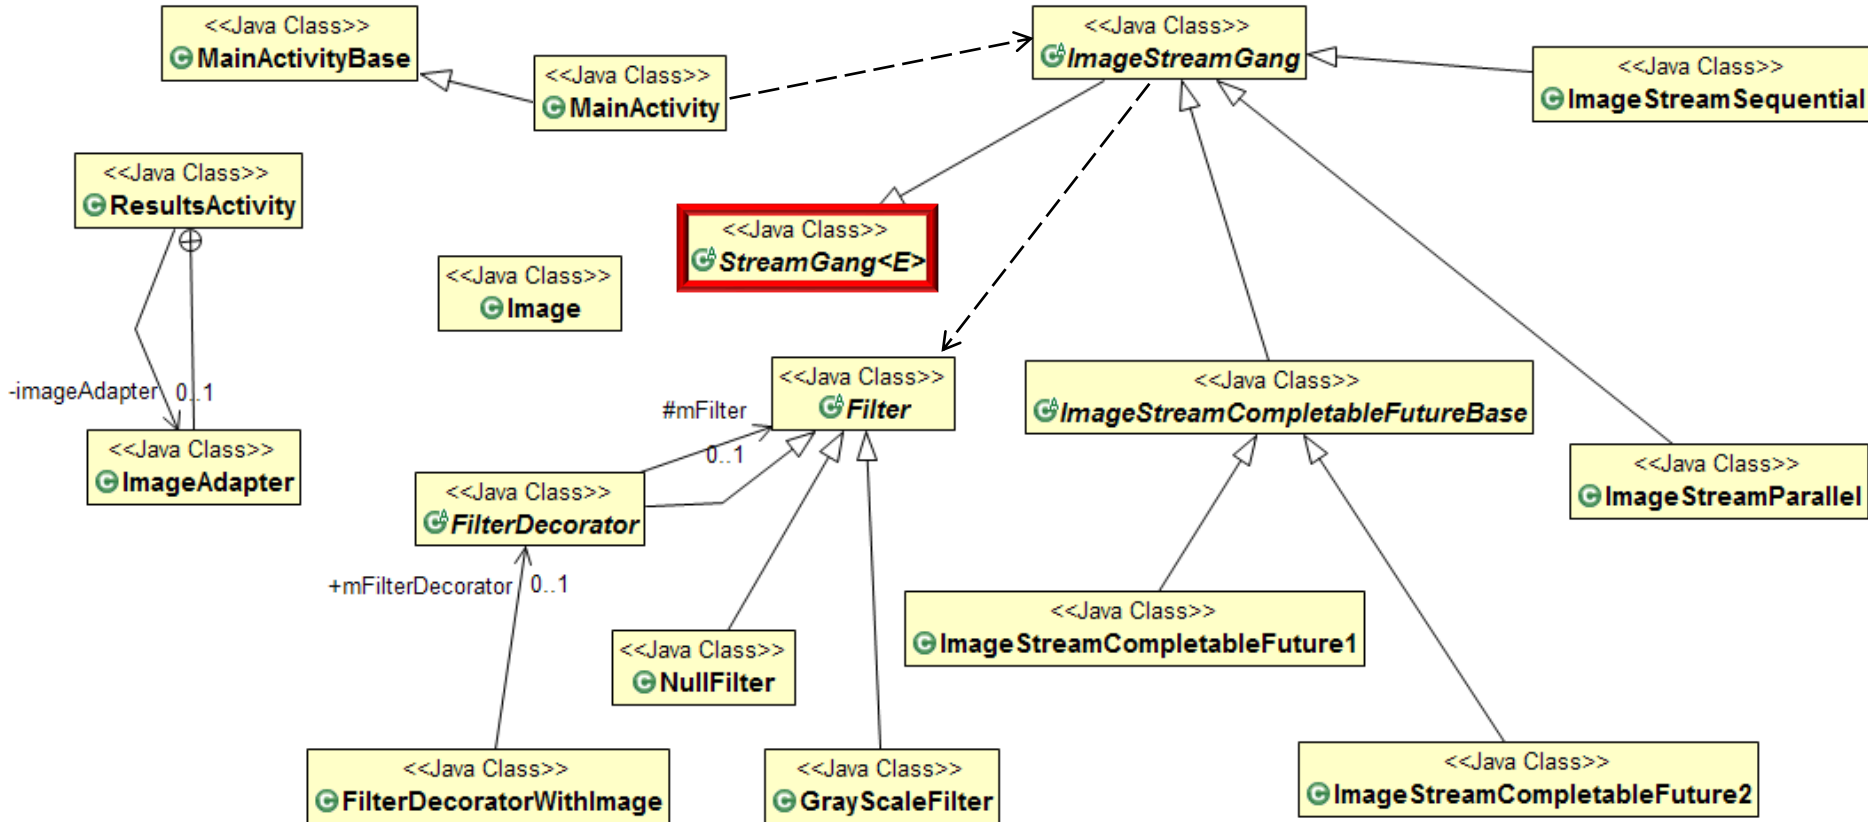 <<Java Class>>
MainActivityBase
<<Java Class>>
MainActivity
<<Java Class>>
ImageStreamGang
<<Java Class>>
ImageStreamSequential
<<Java Class>>
ResultsActivity
<<Java Class>>
StreamGang<E>
<<Java Class>>
Image
-imageAdapter 0..1
<<Java Class>>
ImageAdapter
<<Java Class>>
Filter
#mFilter
0..1
<<Java Class>>
ImageStreamCompletableFutureBase
<<Java Class>>
ImageStreamParallel
<<Java Class>>
FilterDecorator
+mFilterDecorator 0..1
<<Java Class>>
NullFilter
<<Java Class>>
ImageStreamCompletableFuture1
<<Java Class>>
FilterDecoratorWithImage
<<Java Class>>
GrayScaleFilter
<<Java Class>>
ImageStreamCompletableFuture2